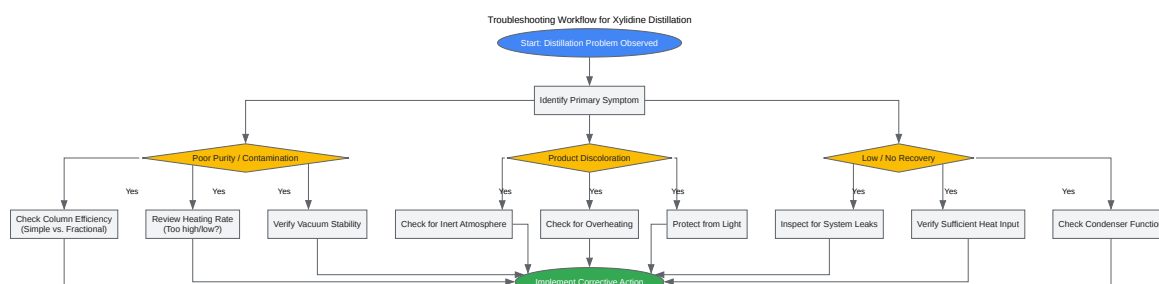 Troubleshooting Workflow for Xylidine Distillation
Start: Distillation Problem Observed
Identify Primary Symptom
Poor Purity / Contamination
Product Discoloration
Low / No Recovery
Yes
Yes
Yes
Yes
Yes
Yes
Yes
Yes
Yes
Check Column Efficiency
(Simple vs. Fractional)
Review Heating Rate
(Too high/low?)
Verify Vacuum Stability
Check for Inert Atmosphere
Check for Overheating
Protect from Light
Inspect for System Leaks
Verify Sufficient Heat Input
Check Condenser Functio
Implement Corrective Action